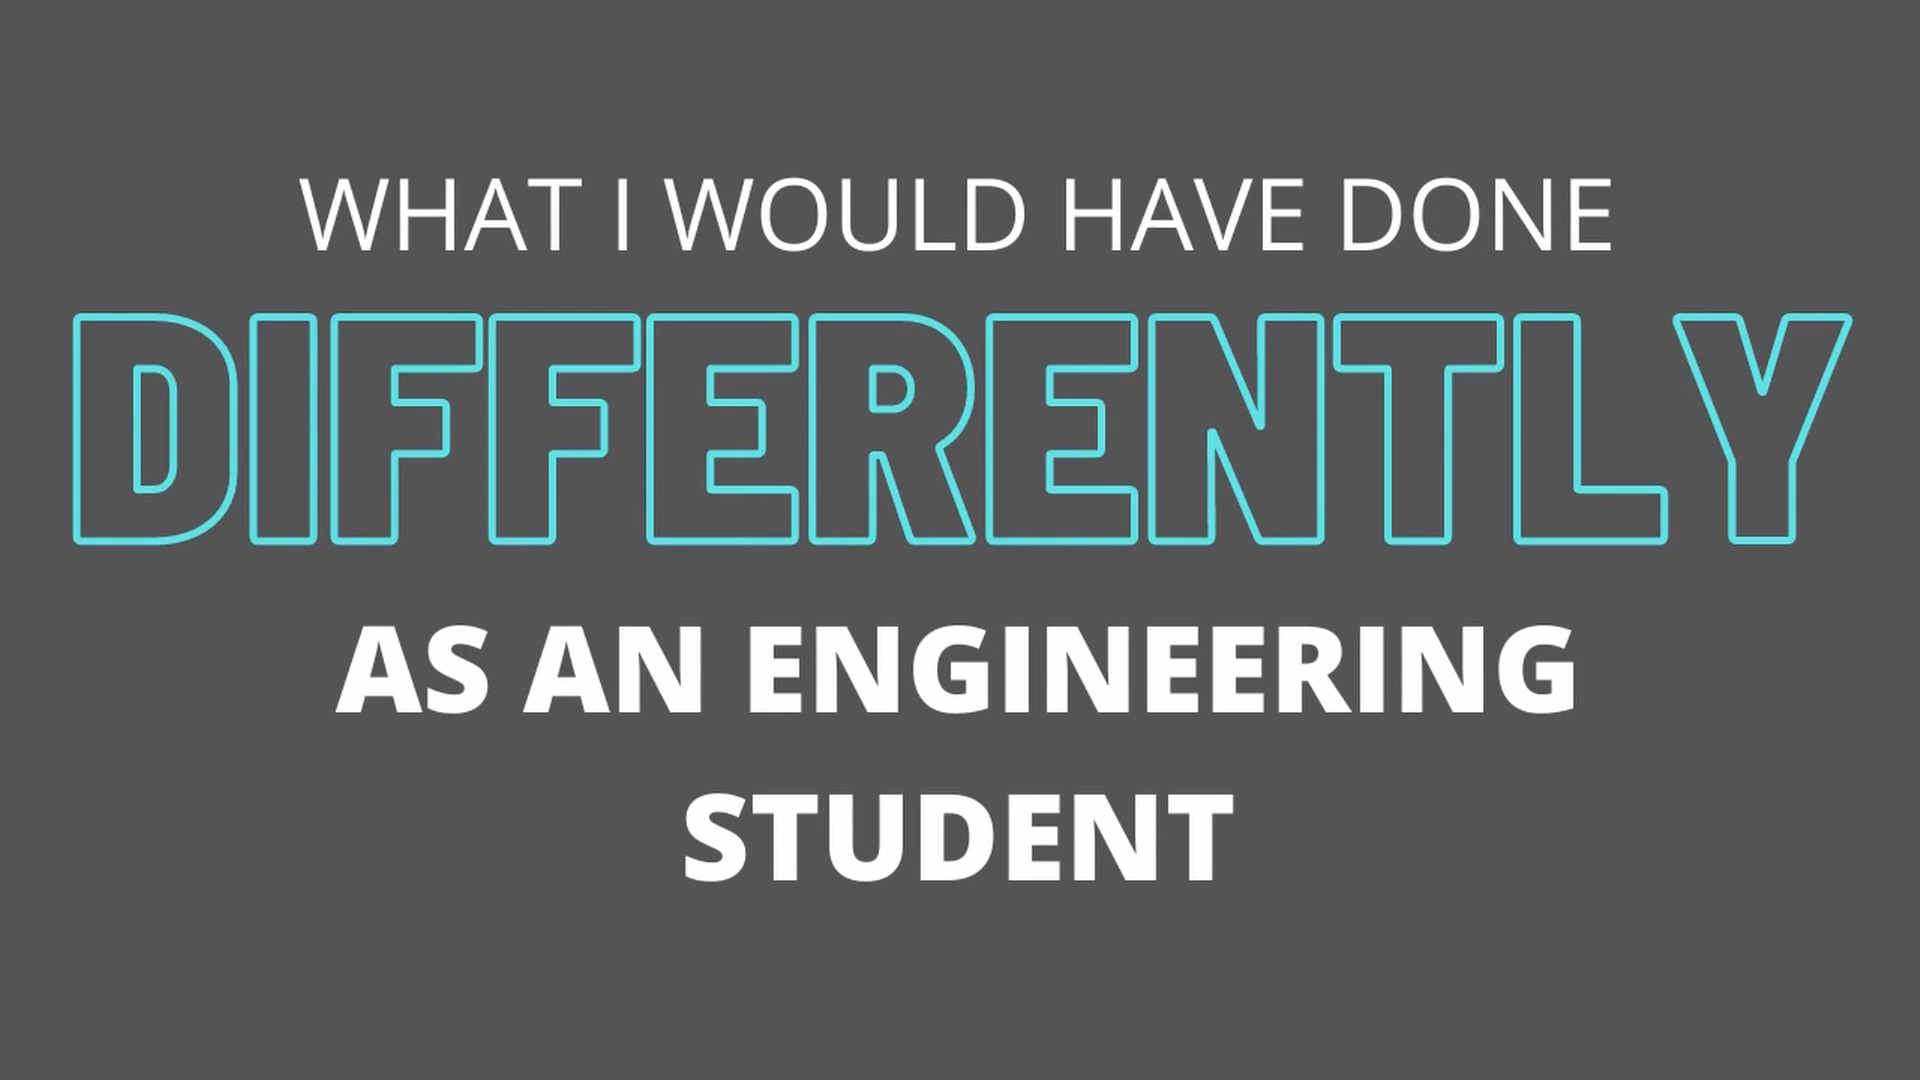 WHAT I WOULD HAVE DONE
DIFFERENTLY
AS AN ENGINEERING
STUDENT